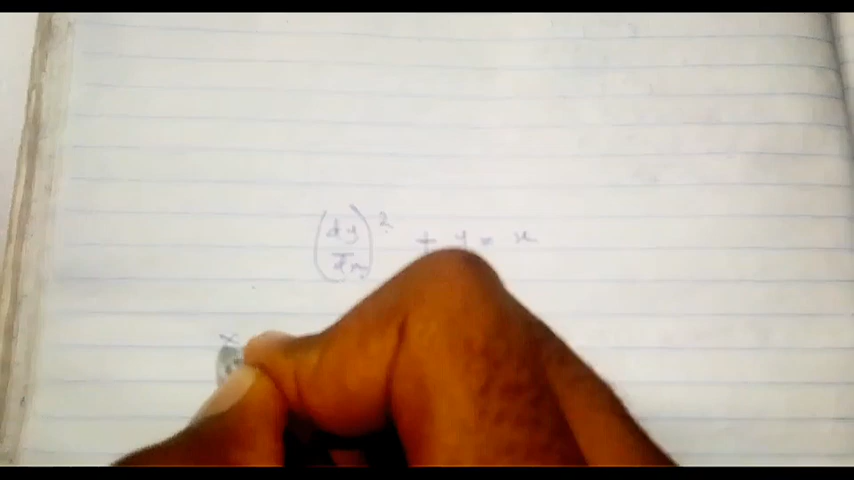 (dy/dx)² + y = x
x